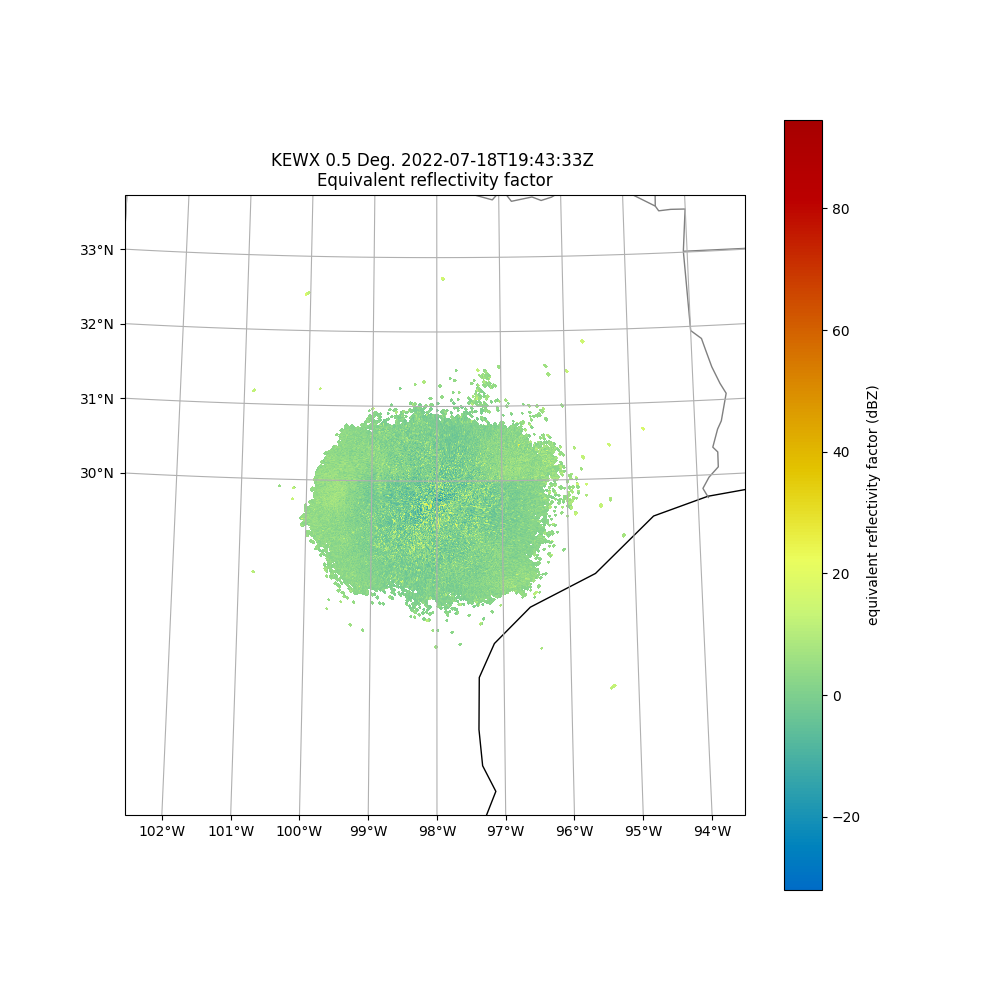 KEWX 0.5 Deg. 2022-07-18T19:43:33Z
Equivalent reflectivity factor
33°N
32°N
31°N
30°N
102°W 101°W 100°W 99°W 98°W 97°W 96°W 95°W 94°W
80
60
40
20
0
−20
equivalent reflectivity factor (dBZ)